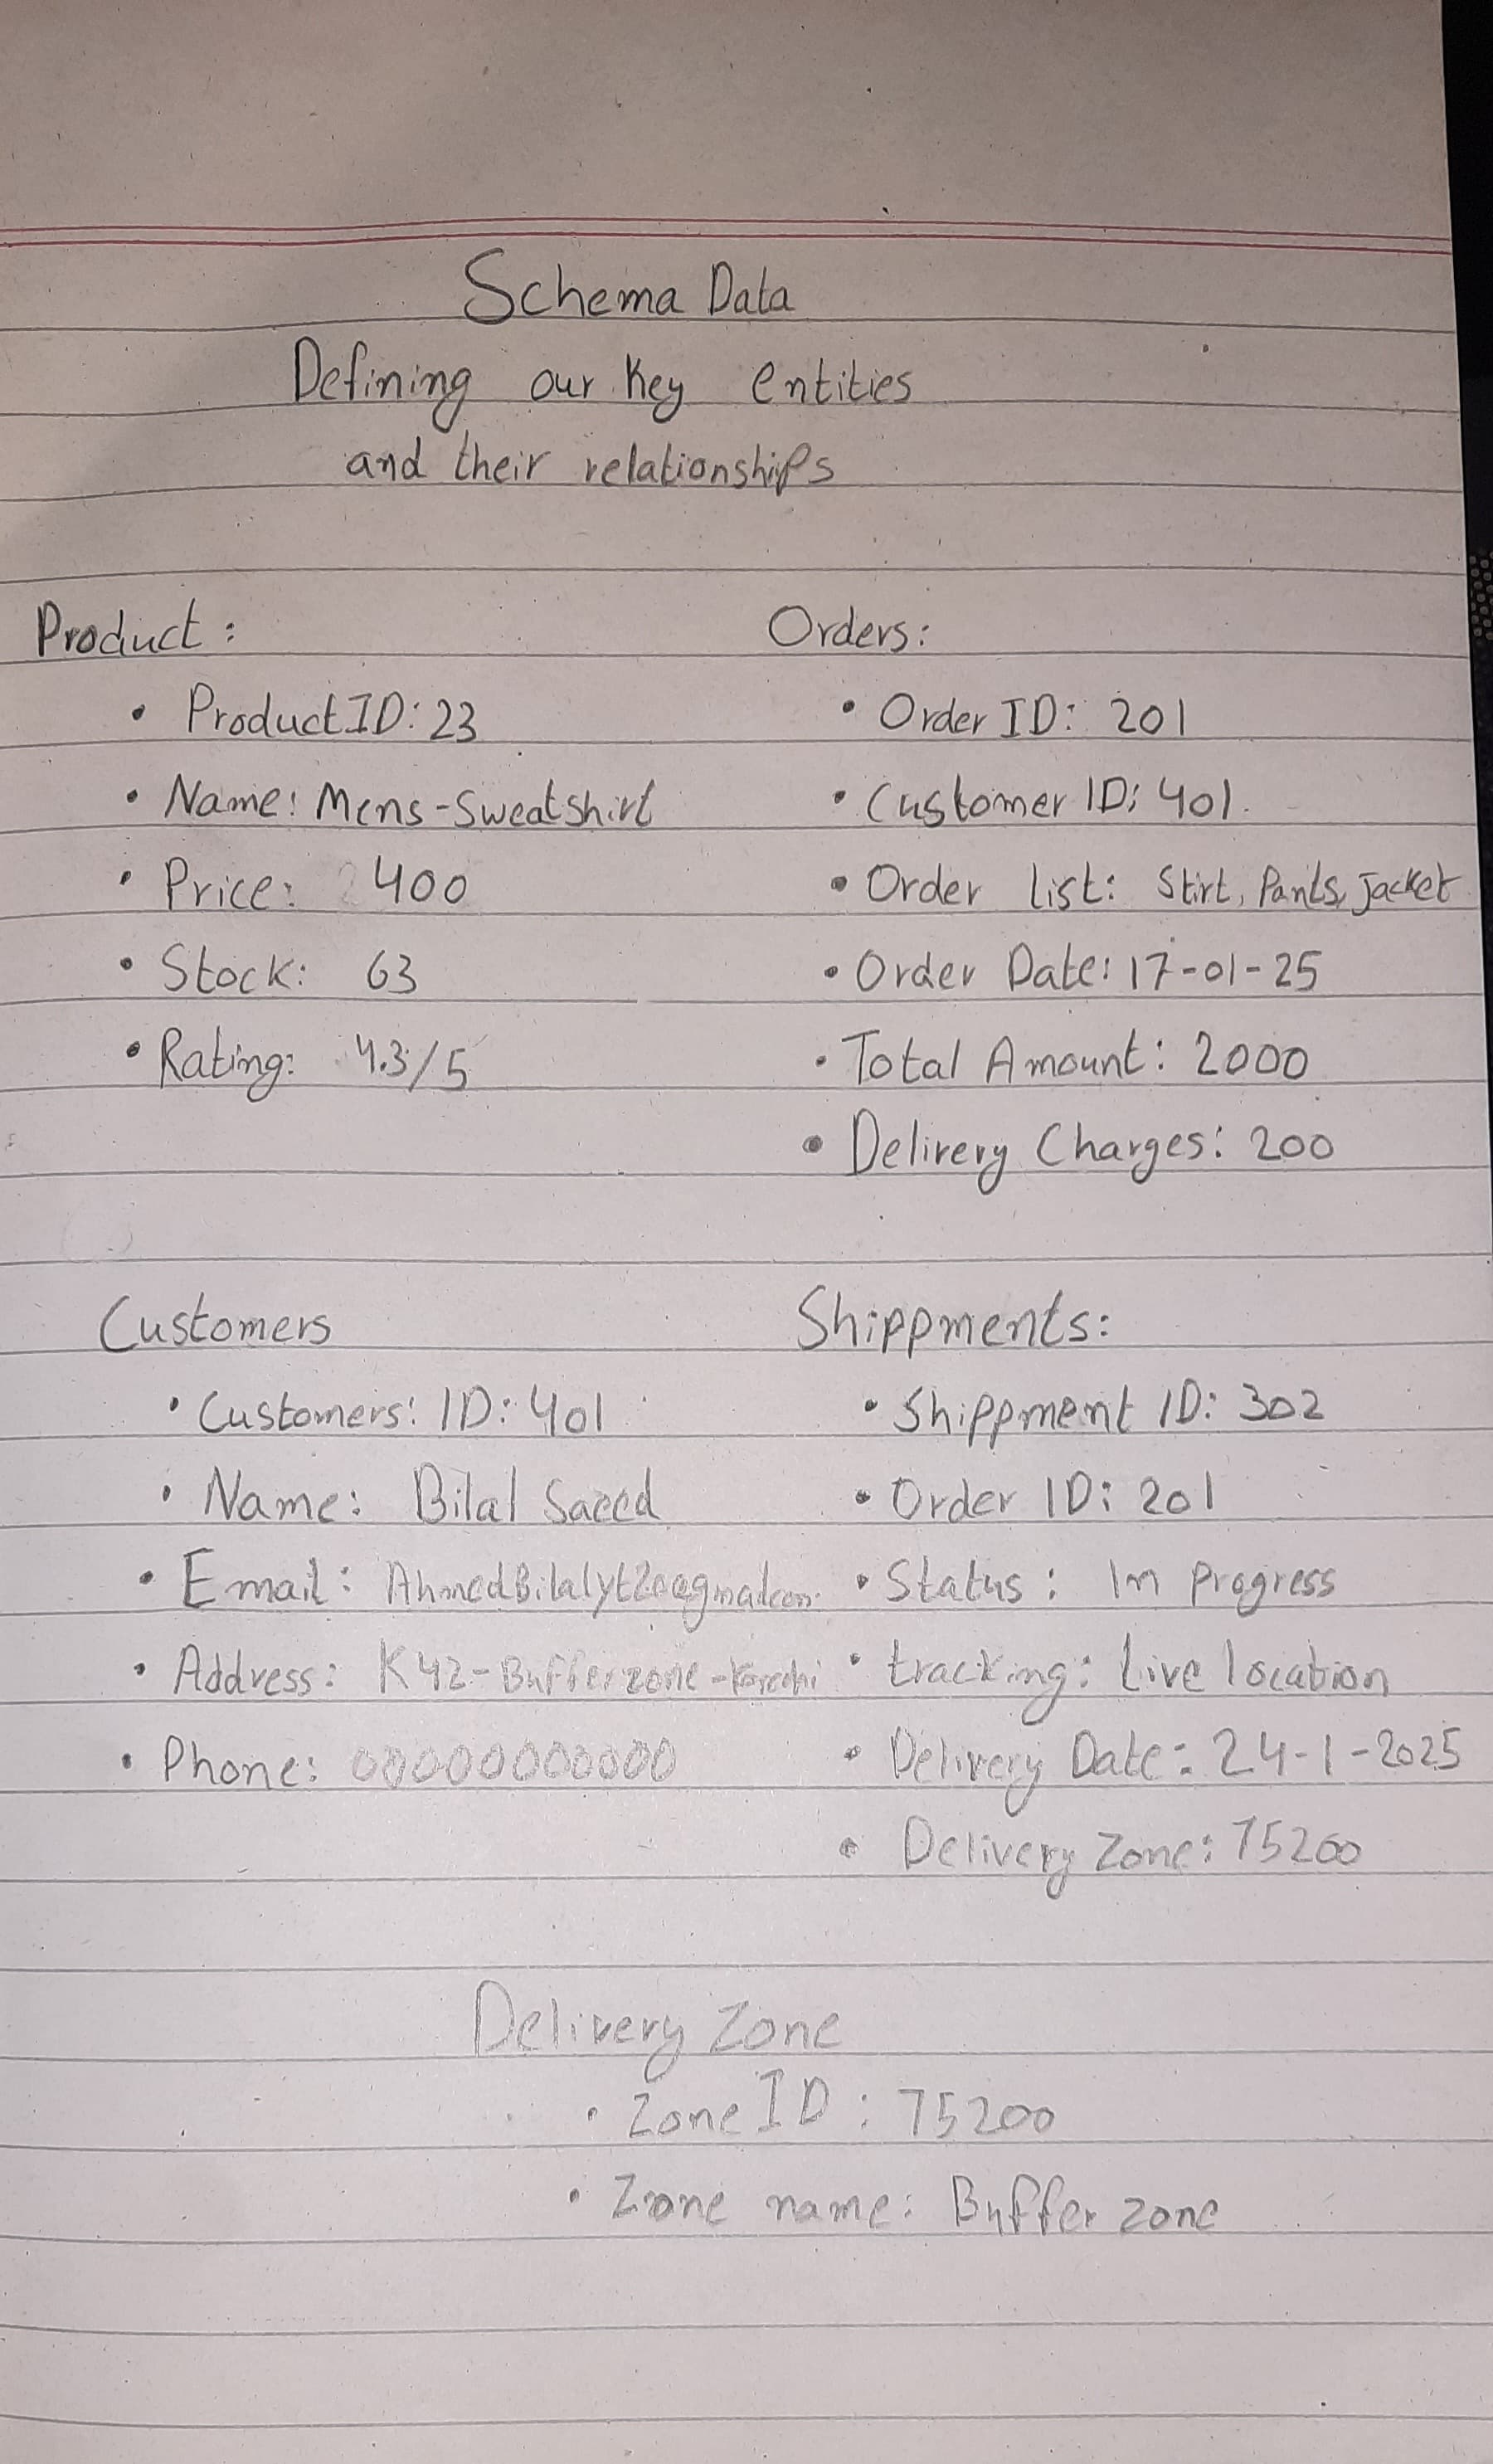 Schema Data
Defining our Key entities
and their relationships
Product:
• ProductID: 23
• Name: Mens-Sweatshirt
• Price: 400
• Stock: 63
• Rating: 4.3/5
Orders:
• Order ID: 201
• Customer ID: 401.
• Order list: Stirt, Pants, Jacket
• Order Date: 17-01-25
• Total Amount: 2000
• Delivery Charges: 200
Customers
• Customers: ID: 401
• Name: Bilal Saeed
• Email:
• Address: K42-Bufferzone-Karachi
• Phone: 00000000000
Shippments:
• Shippment ID: 302
• Order ID: 201
• Status: In Progress
• tracking: Live location
• Delivery Date: 24-1-2025
• Delivery Zone: 75200
Delivery Zone
• Zone ID: 75200
• Zone name: Buffer zone